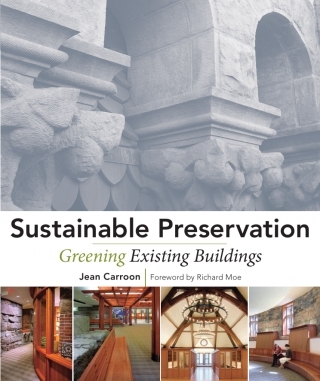 Sustainable Preservation
Greening Existing Buildings
Jean Carroon | Foreword by Richard Moe